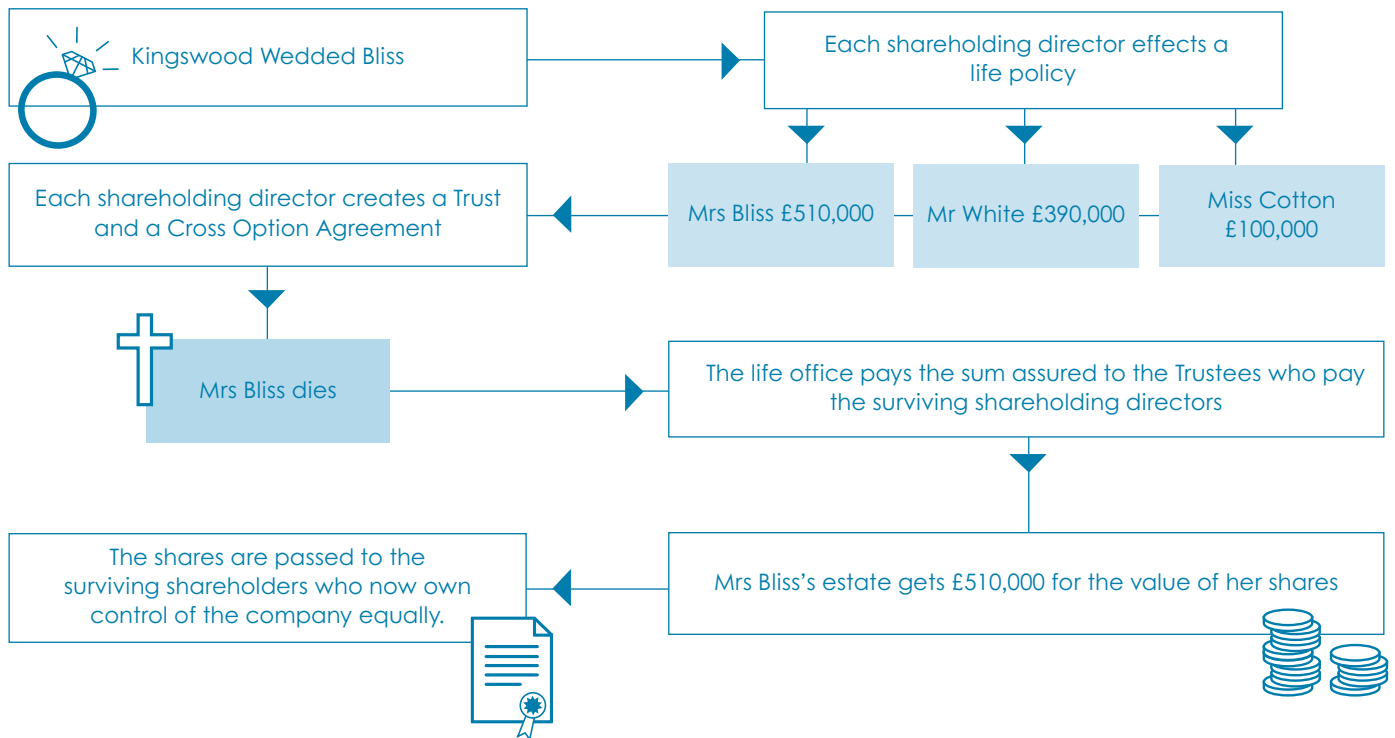 Kingswood Wedded Bliss
Each shareholding director effects a
life policy
Mrs Bliss £510,000
Mr White £390,000
Miss Cotton
£100,000
Each shareholding director creates a Trust
and a Cross Option Agreement
Mrs Bliss dies
The life office pays the sum assured to the Trustees who pay
the surviving shareholding directors
Mrs Bliss’s estate gets £510,000 for the value of her shares
The shares are passed to the
surviving shareholders who now own
control of the company equally.